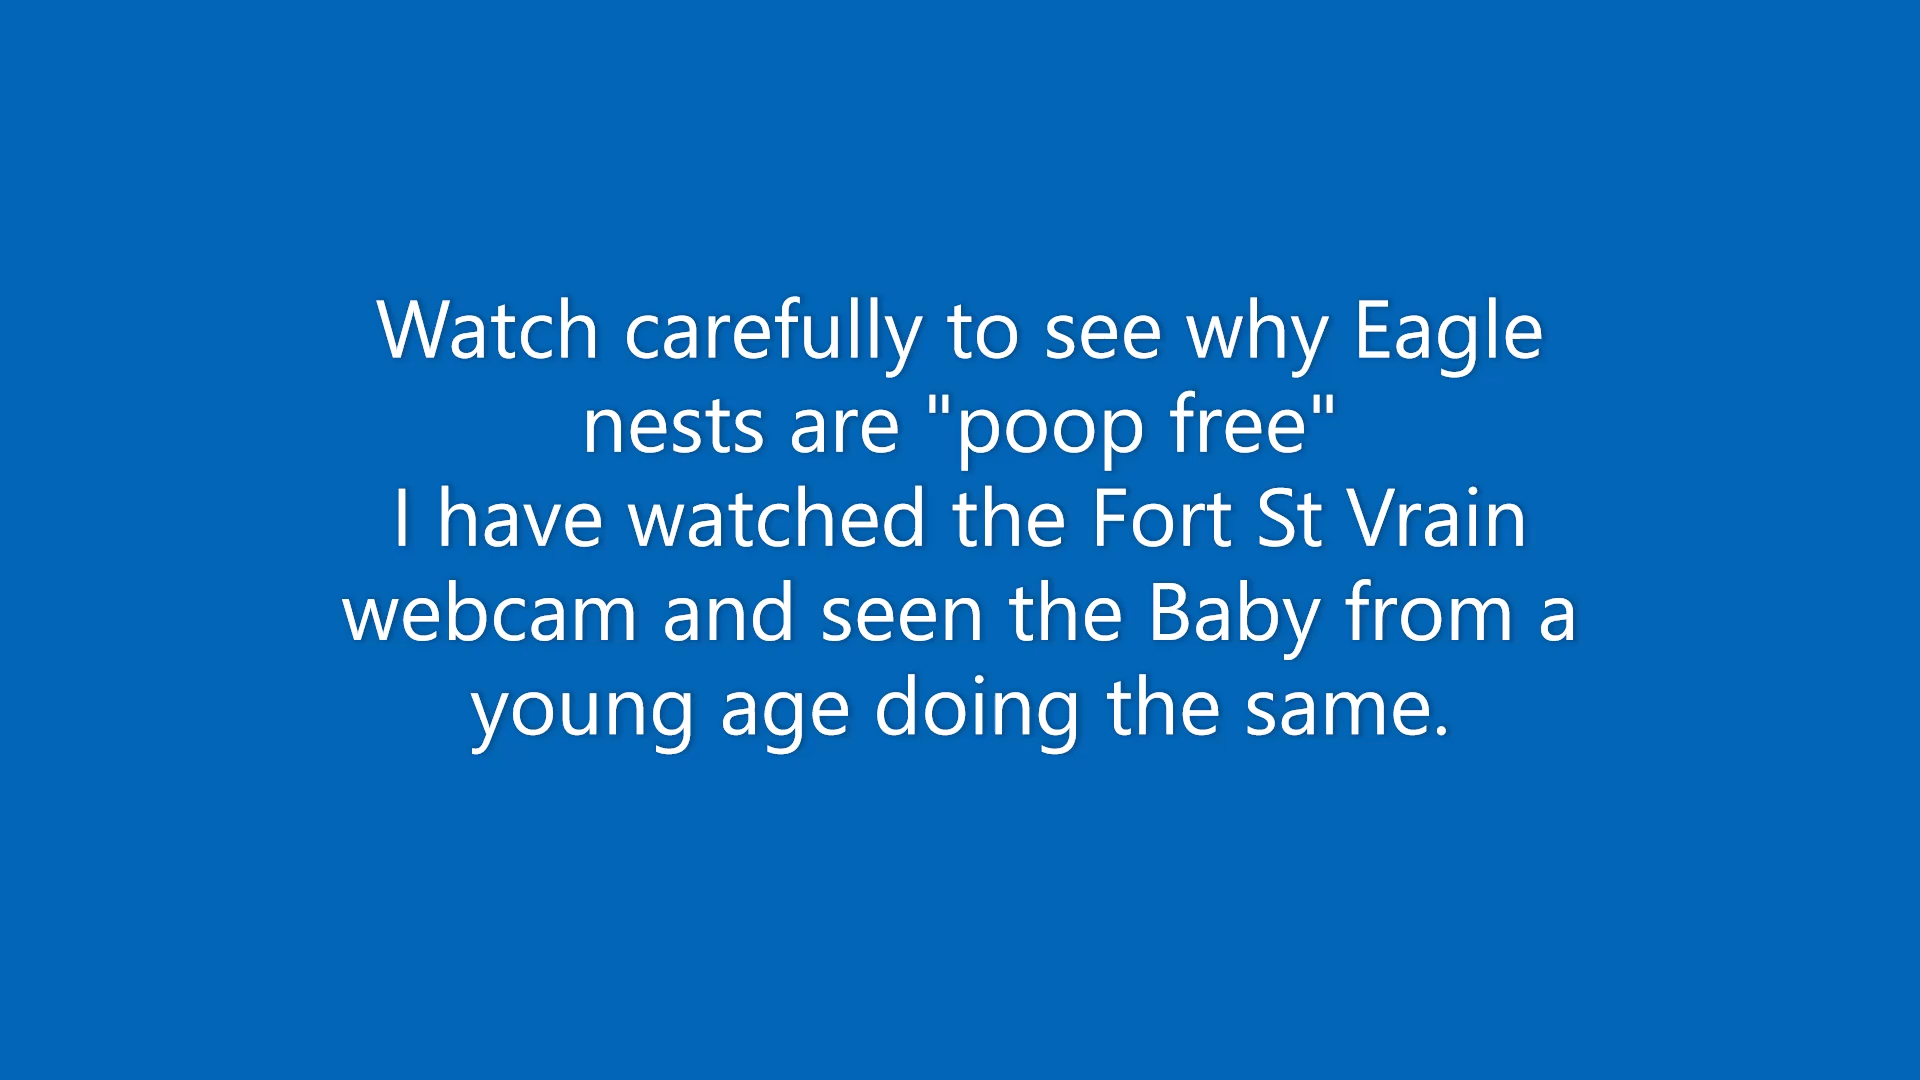 Watch carefully to see why Eagle
nests are "poop free"
I have watched the Fort St Vrain
webcam and seen the Baby from a
young age doing the same.